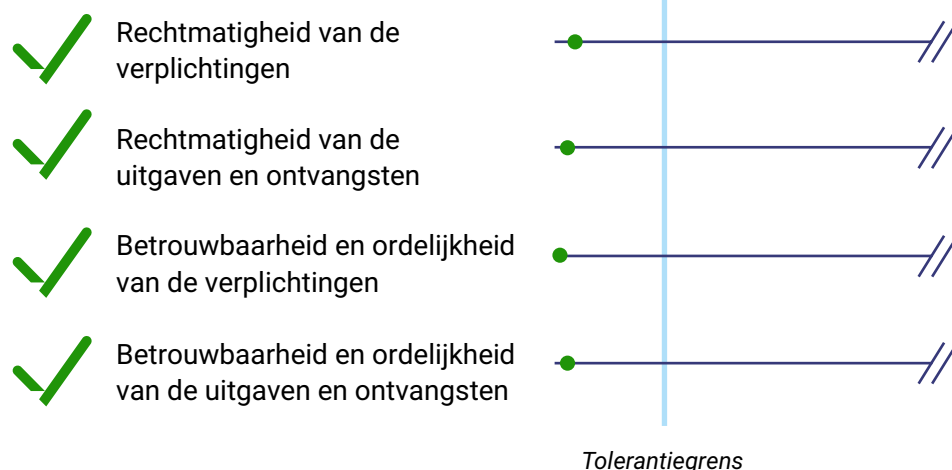 Rechtmatigheid van de
verplichtingen
Rechtmatigheid van de
uitgaven en ontvangsten
Betrouwbaarheid en ordelijkheid
van de verplichtingen
Betrouwbaarheid en ordelijkheid
van de uitgaven en ontvangsten
Tolerantiegrens